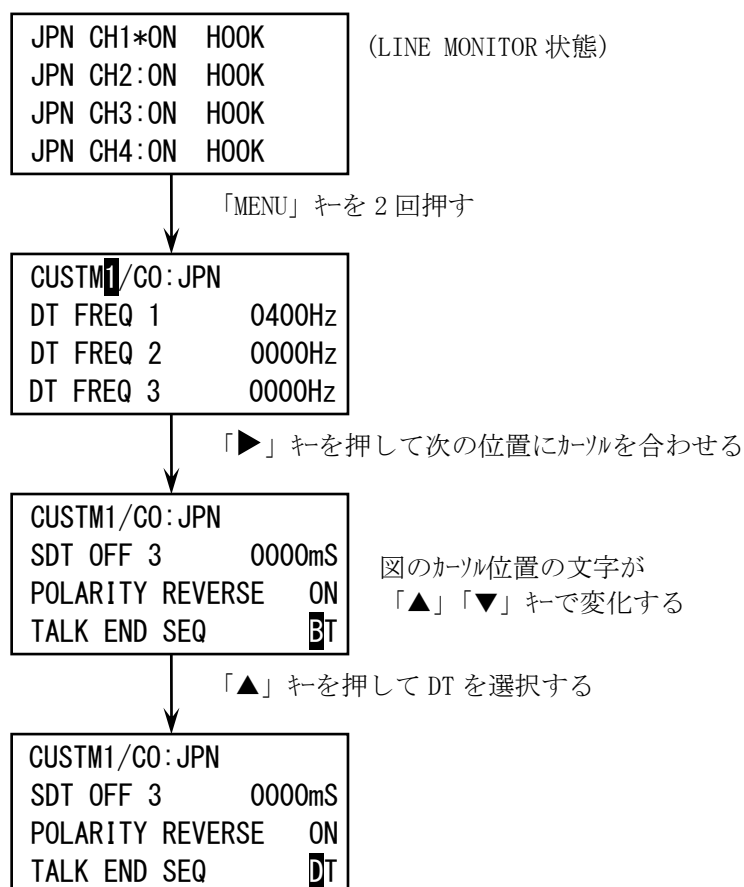 JPN CH1*ON HOOK
(LINE MONITOR 状態)
JPN CH2:ON HOOK
JPN CH3:ON HOOK
JPN CH4:ON HOOK
「MENU」ｷｰを 2 回押す
CUSTM1/CO:JPN
DT FREQ 1 0400Hz
DT FREQ 2 0000Hz
DT FREQ 3 0000Hz
「▶」ｷｰを押して次の位置にｶｰｿﾙを合わせる
CUSTM1/CO:JPN
SDT OFF 3 0000mS
POLARITY REVERSE ON
TALK END SEQ BT
図のｶｰｿﾙ位置の文字が
「▲」「▼」ｷｰで変化する
「▲」ｷｰを押して DT を選択する
CUSTM1/CO:JPN
SDT OFF 3 0000mS
POLARITY REVERSE ON
TALK END SEQ DT